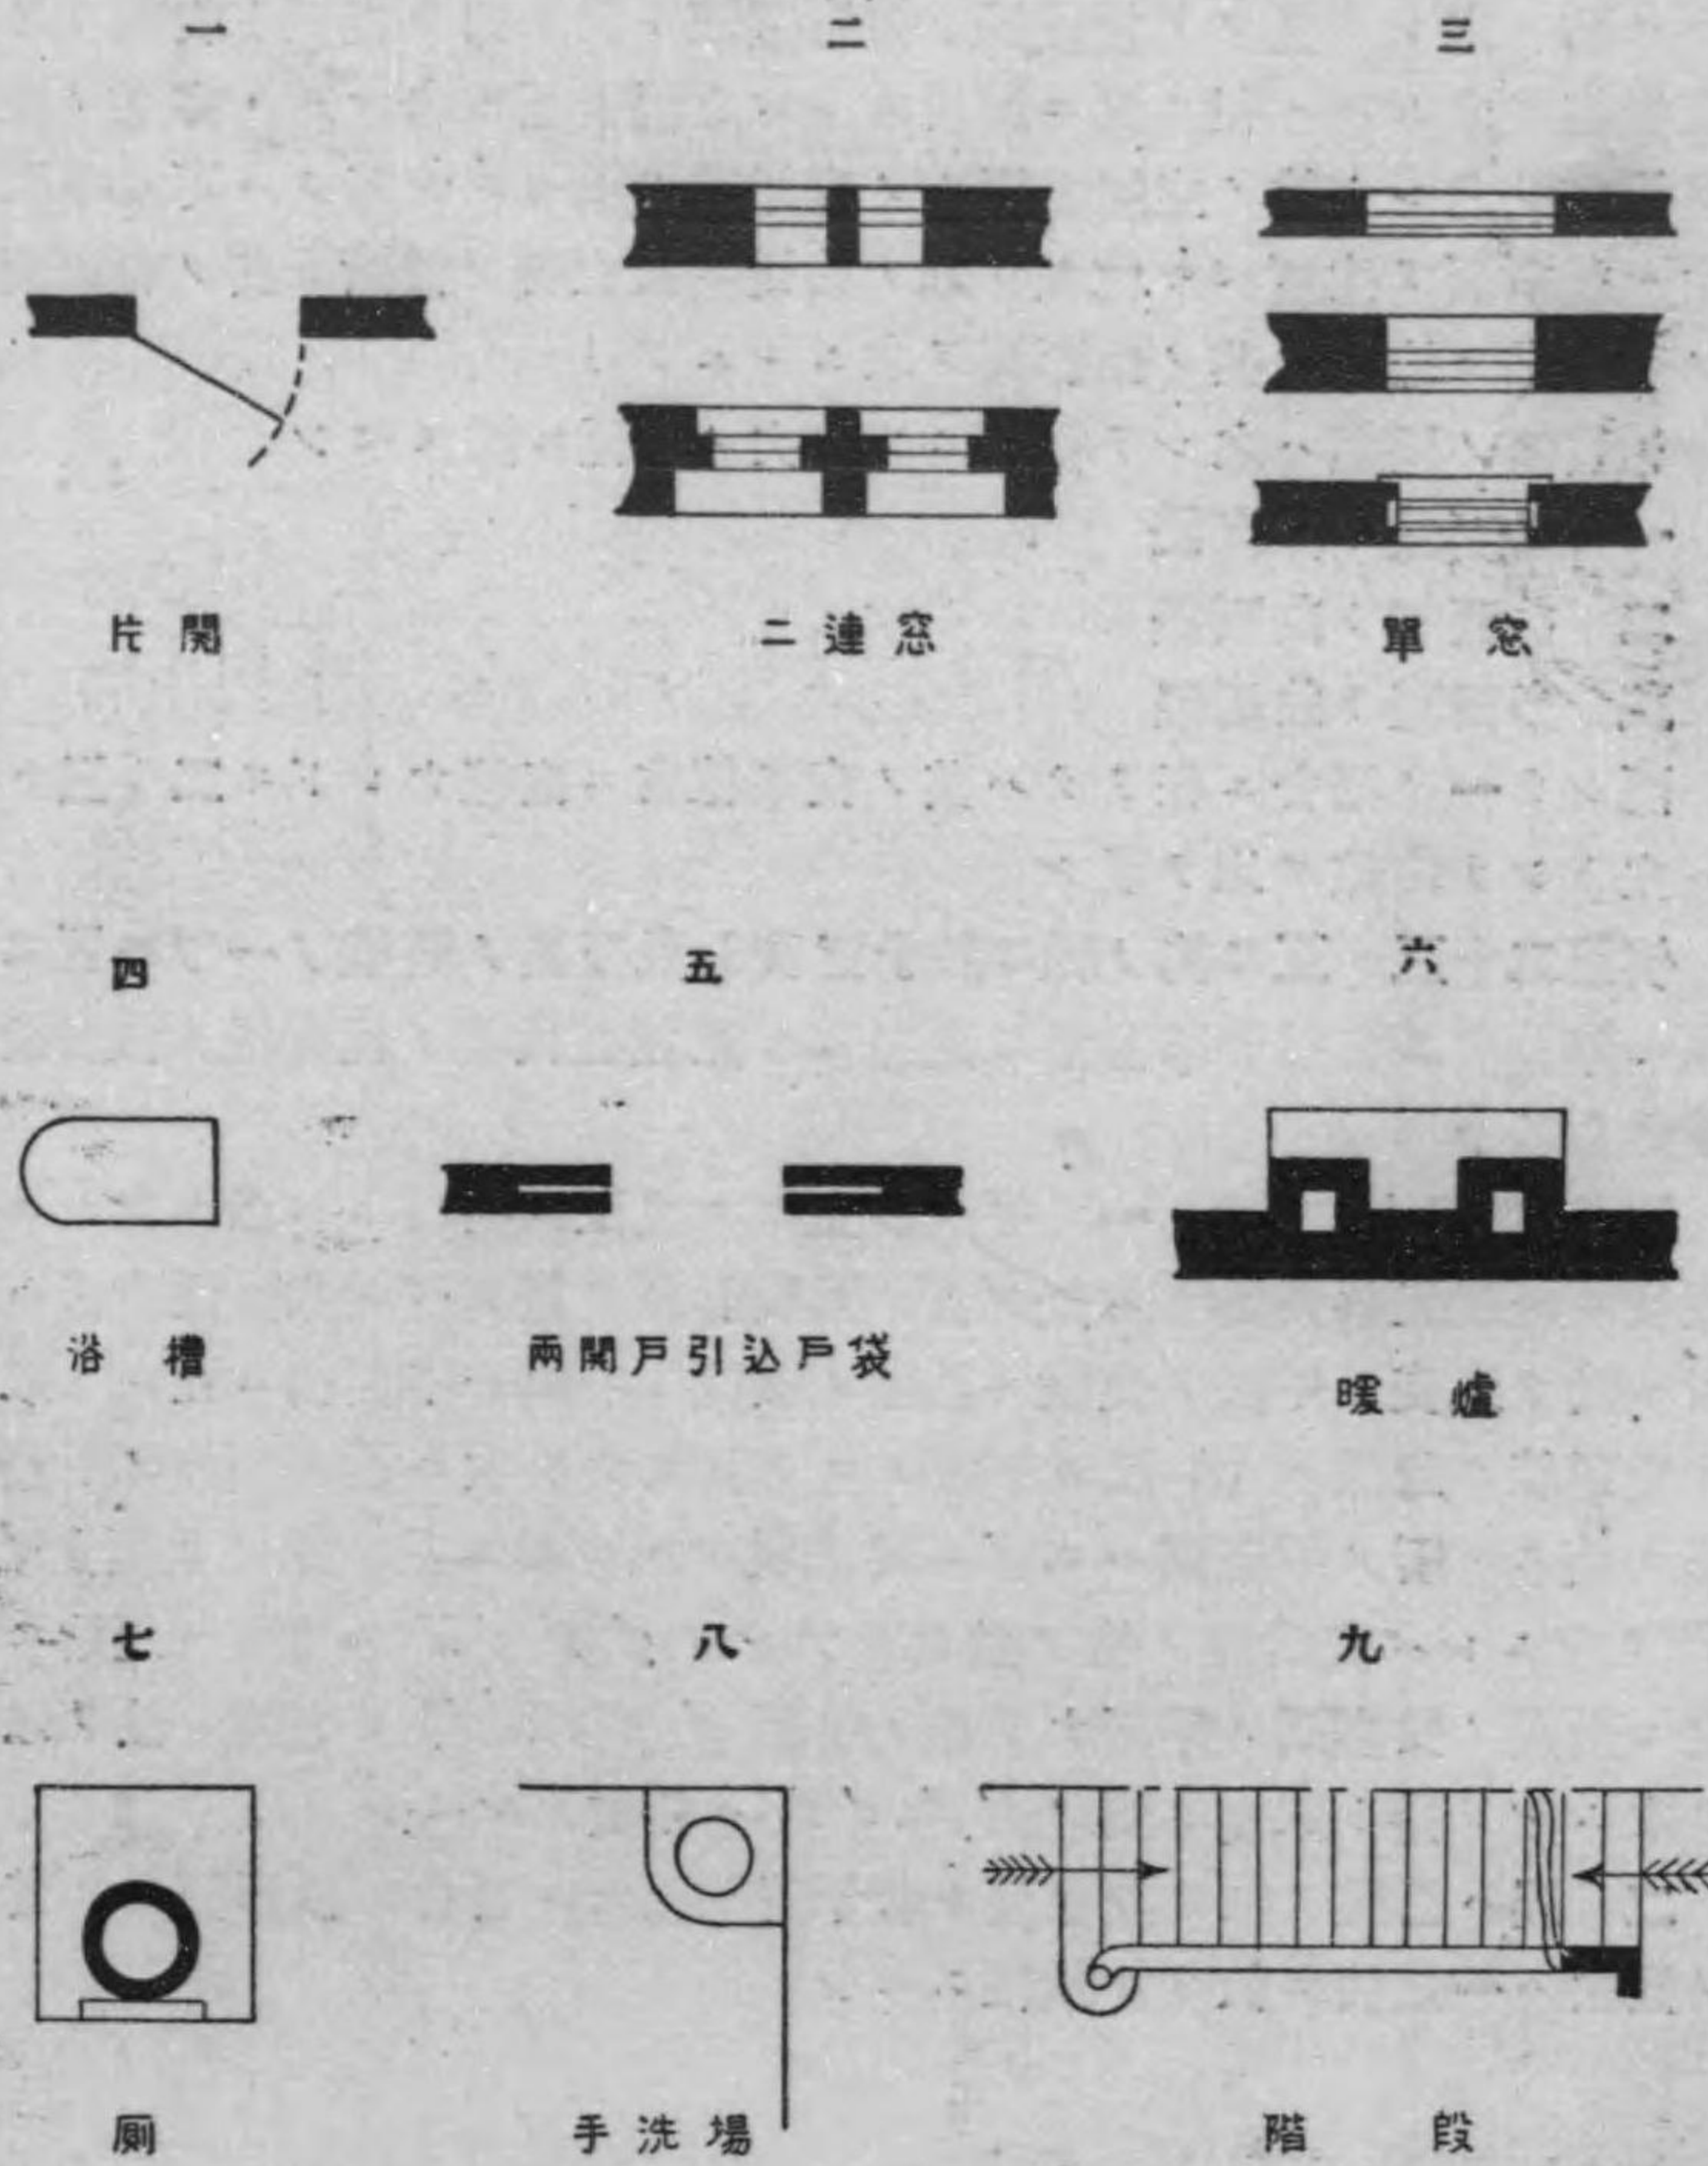 一 二 三
片開 二連窓 單窓
四 五 六
浴槽 兩開戸引込戸袋 暖爐
七 八 九
厠 手洗場 階段